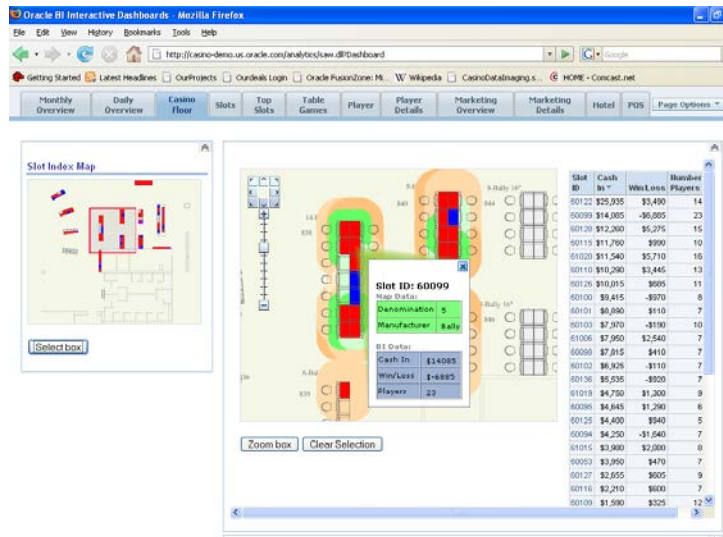 Oracle BI Interactive Dashboards - Mozilla Firefox
File Edit View History Bookmarks Tools Help
http://casino-demo.us.oracle.com/analytics/saw.dll?Dashboard
Google
Getting Started Latest Headlines OurProjects Ourdeals Login Oracle FusionZone: Mi... Wikipedia CasinoDataImaging.s... HOME - Comcast.net
Monthly Overview Daily Overview Casino Floor Slots Top Slots Table Games Player Player Details Marketing Overview Marketing Details Hotel POS Page Options
Slot Index Map
Select box
Slot ID: 60099
Map Data:
Denomination 5
Manufacturer Bally
BI Data:
Cash In $14085
Win/Loss $-6885
Players 23
Zoom box Clear Selection
Slot ID Cash In Win/Loss Number Players
60122 $25,935 $3,490 14
60099 $14,085 -$6,885 23
60128 $12,260 $5,275 15
60115 $11,760 $990 10
61020 $11,540 $5,710 16
60110 $10,290 $3,445 13
60126 $10,015 $685 11
60100 $9,415 -$970 8
60101 $8,890 $110 7
60103 $7,970 -$190 10
61006 $7,950 $2,540 7
60098 $7,815 $410 7
60102 $6,925 -$110 7
60136 $5,535 -$920 7
61019 $4,750 $1,300 9
60095 $4,645 $1,290 6
60125 $4,400 $940 5
60094 $4,250 -$1,640 7
61015 $3,980 $2,080 8
60053 $3,950 $470 7
60127 $2,655 $605 9
60116 $2,210 $600 7
60109 $1,590 $325 12